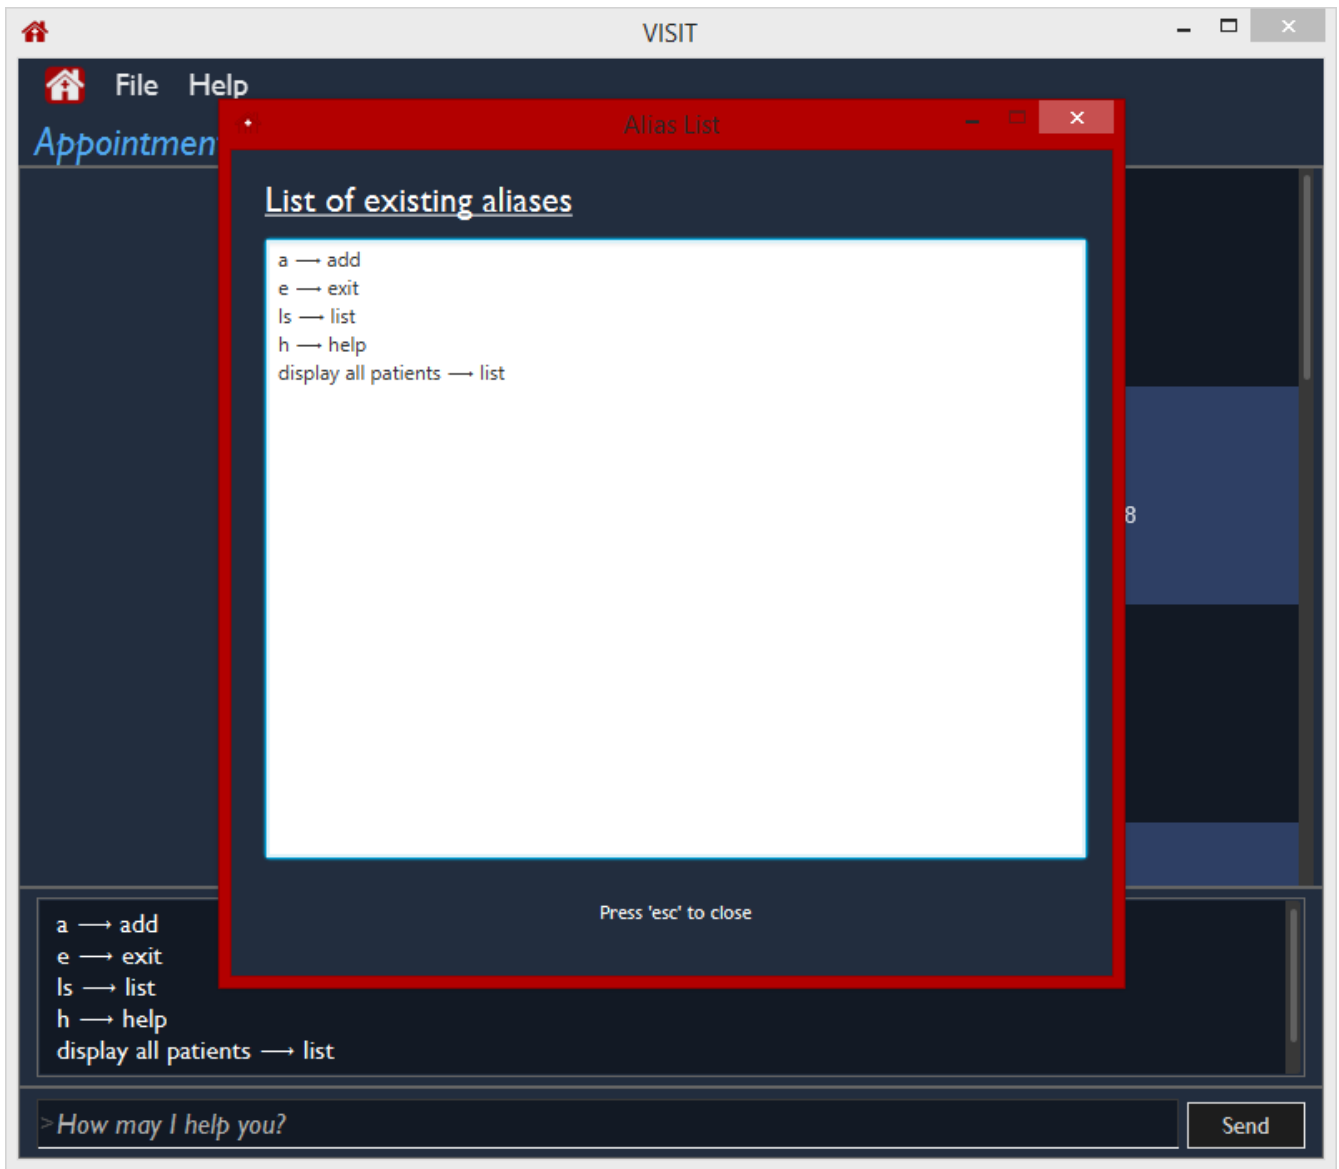 VISIT
File Help
Appointmen
Alias List
List of existing aliases
a ⟶ add
e ⟶ exit
ls ⟶ list
h ⟶ help
display all patients ⟶ list
8
Press 'esc' to close
a ⟶ add
e ⟶ exit
ls ⟶ list
h ⟶ help
display all patients ⟶ list
>How may I help you?
Send